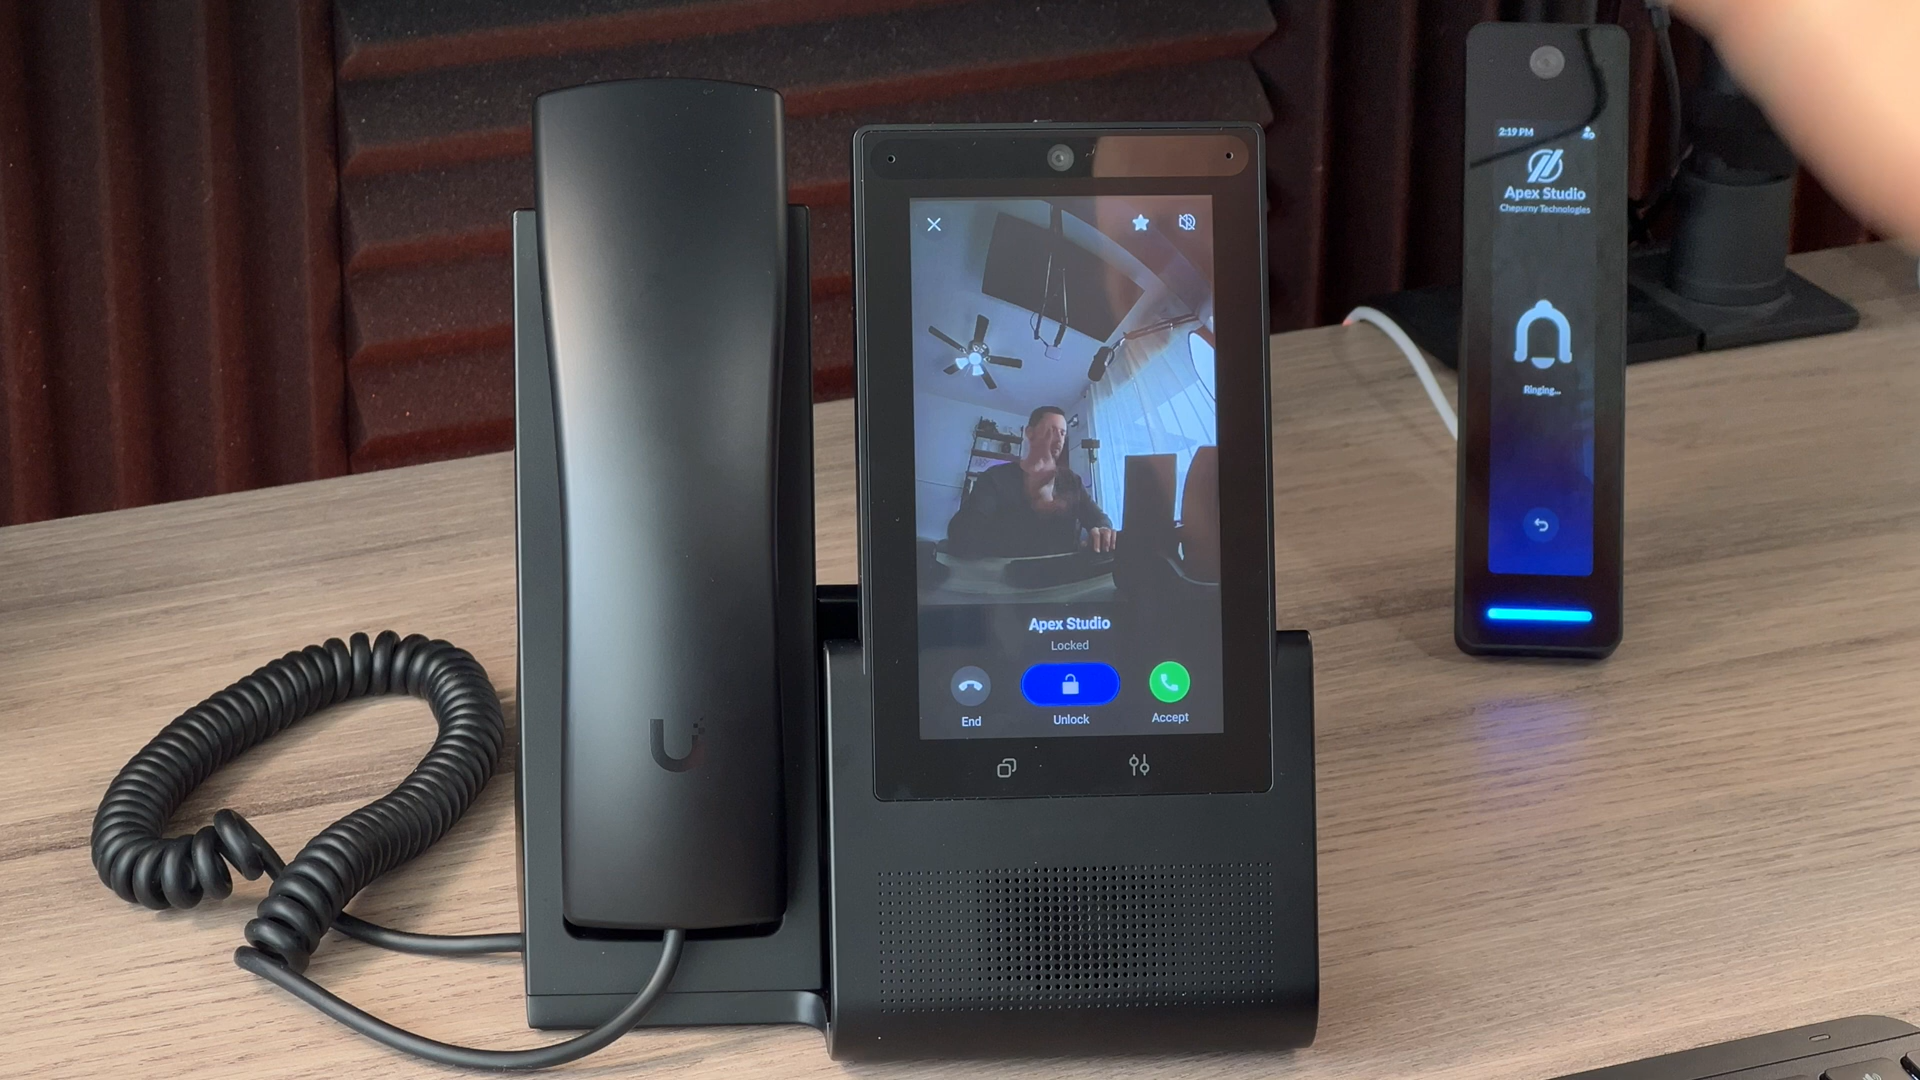 Apex Studio
Locked
End
Unlock
Accept
2:19 PM
Apex Studio
Chepurny Technologies
Ringing...
U